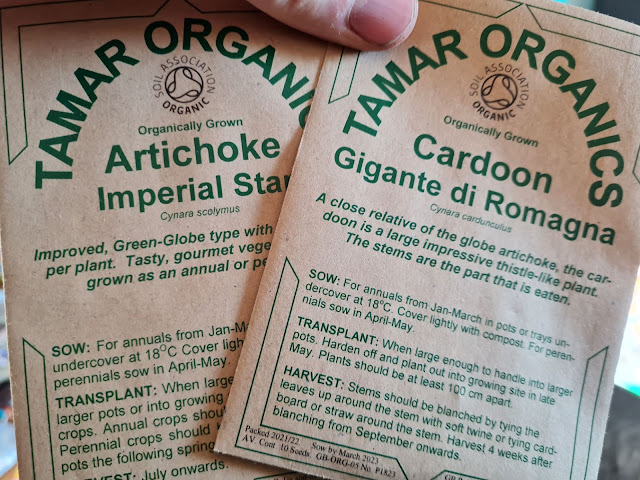 TAMAR ORGANICS
SOIL ASSOCIATION
ORGANIC
Organically Grown
Artichoke
Imperial Star
Cynara scolymus
Improved, Green-Globe type with
per plant. Tasty, gourmet vege
grown as an annual or pe
SOW: For annuals from Jan-M
undercover at 18°C Cover lightly
perennials sow in April-May.
TRANSPLANT: When large
larger pots or into growing
crops. Annual crops shou
Perennial crops should
pots the following spring
VEST: July onwards.
TAMAR ORGANICS
SOIL ASSOCIATION
ORGANIC
Organically Grown
Cardoon
Gigante di Romagna
Cynara cardunculus
A close relative of the globe artichoke, the car-
doon is a large impressive thistle-like plant.
The stems are the part that is eaten.
SOW: For annuals from Jan-March in pots or trays un-
dercover at 18°C. Cover lightly with compost. For peren-
nials sow in April-May.
TRANSPLANT: When large enough to handle into larger
pots. Harden off and plant out into growing site in late
May. Plants should be at least 100 cm apart.
HARVEST: Stems should be blanched by tying the
leaves up around the stem with soft twine or tying card-
board or straw around the stem. Harvest 4 weeks after
blanching from September onwards.
Packed 2021/22 Sow by March 2023
AV. Cont 10 Seeds GB-ORG-05 No. P1823